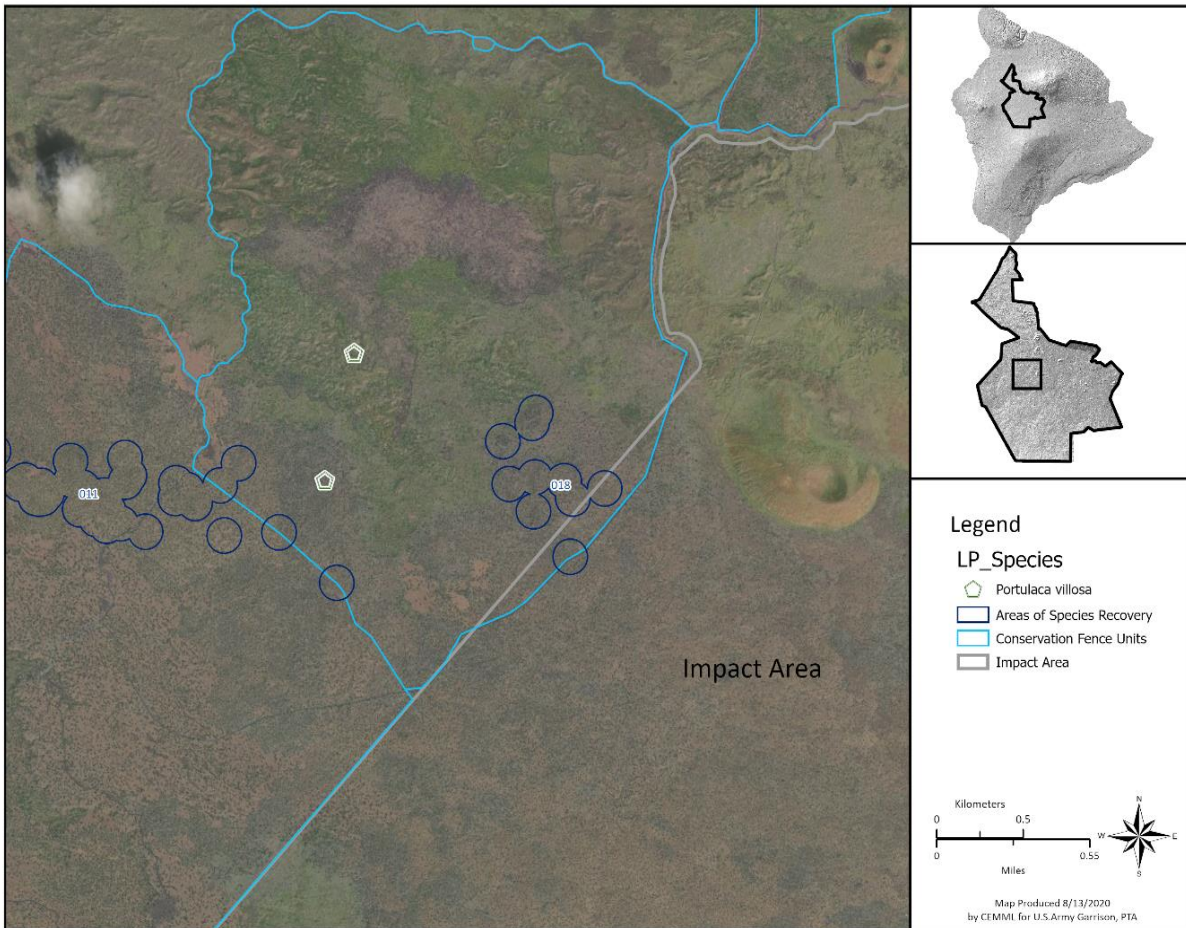 011
018
Impact Area
Legend
LP_Species
Portulaca villosa
Areas of Species Recovery
Conservation Fence Units
Impact Area
Kilometers
0 0.5
0 0.55
Miles
N
W E
S
Map Produced 8/13/2020
by CEMML for U.S.Army Garrison, PTA